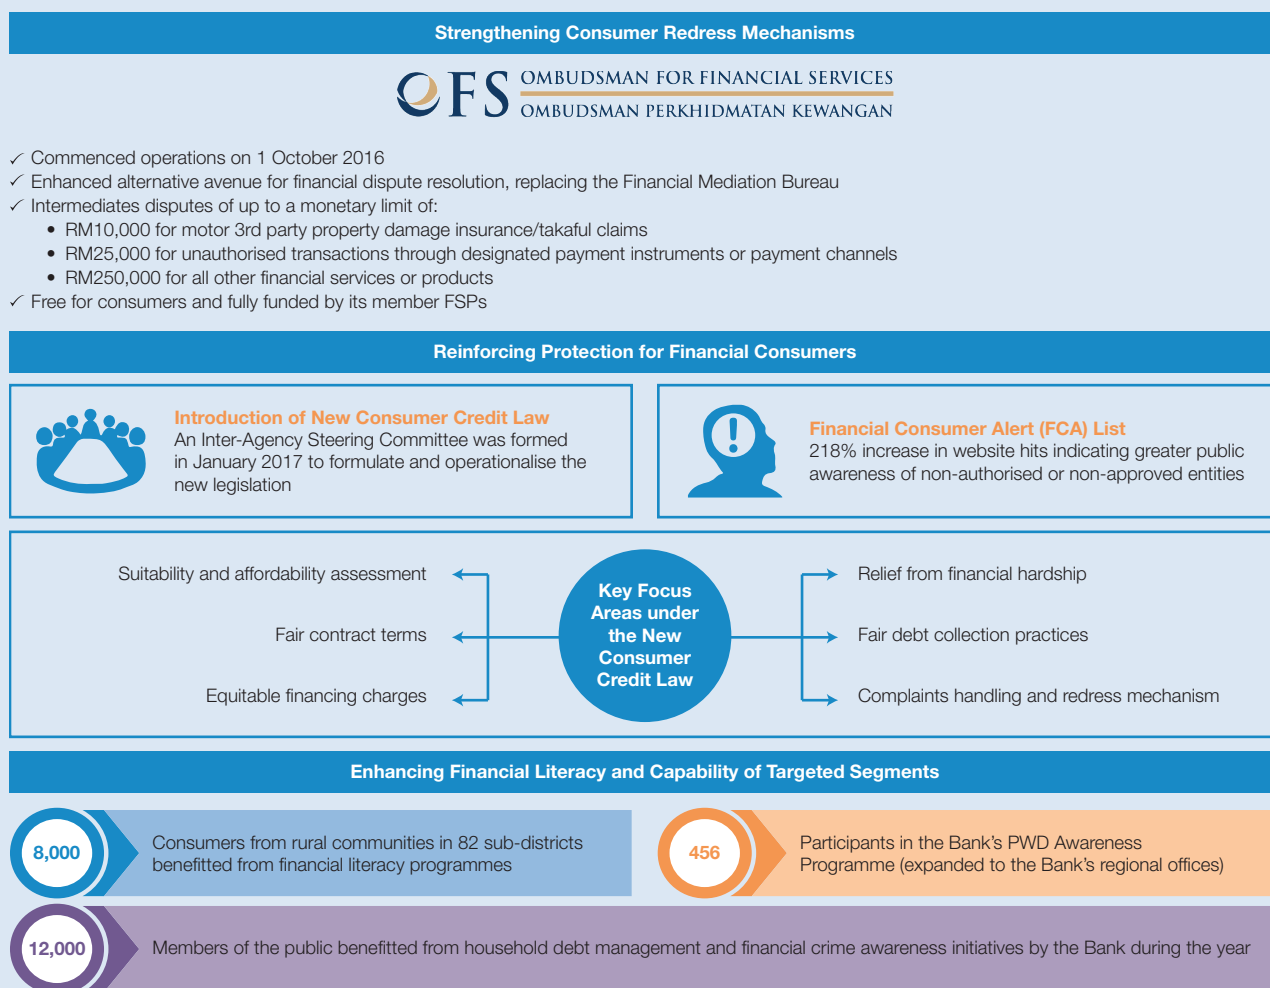 Strengthening Consumer Redress Mechanisms
OFS OMBUDSMAN FOR FINANCIAL SERVICES
OMBUDSMAN PERKHIDMATAN KEWANGAN
✓ Commenced operations on 1 October 2016
✓ Enhanced alternative avenue for financial dispute resolution, replacing the Financial Mediation Bureau
✓ Intermediates disputes of up to a monetary limit of:
• RM10,000 for motor 3rd party property damage insurance/takaful claims
• RM25,000 for unauthorised transactions through designated payment instruments or payment channels
• RM250,000 for all other financial services or products
✓ Free for consumers and fully funded by its member FSPs
Reinforcing Protection for Financial Consumers
Introduction of New Consumer Credit Law
An Inter-Agency Steering Committee was formed
in January 2017 to formulate and operationalise the
new legislation
!
Financial Consumer Alert (FCA) List
218% increase in website hits indicating greater public
awareness of non-authorised or non-approved entities
Suitability and affordability assessment
Fair contract terms
Equitable financing charges
Key Focus
Areas under
the New
Consumer
Credit Law
Relief from financial hardship
Fair debt collection practices
Complaints handling and redress mechanism
Enhancing Financial Literacy and Capability of Targeted Segments
8,000
Consumers from rural communities in 82 sub-districts
benefitted from financial literacy programmes
456
Participants in the Bank's PWD Awareness
Programme (expanded to the Bank's regional offices)
12,000
Members of the public benefitted from household debt management and financial crime awareness initiatives by the Bank during the year